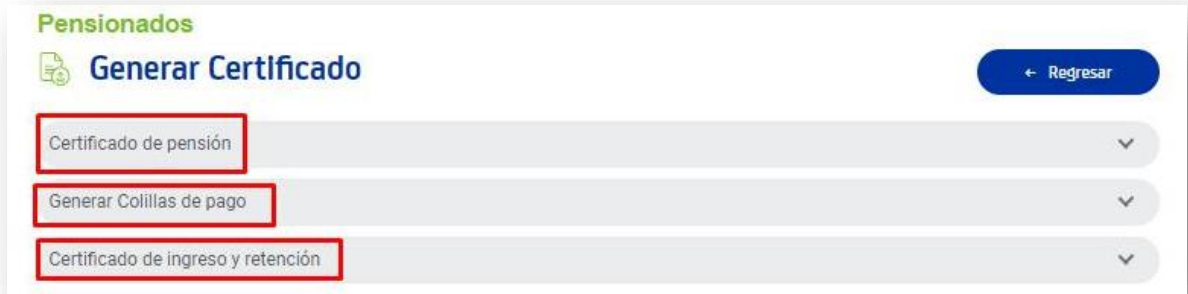 Pensionados
Generar Certificado
← Regresar
Certificado de pensión
Generar Colillas de pago
Certificado de ingreso y retención